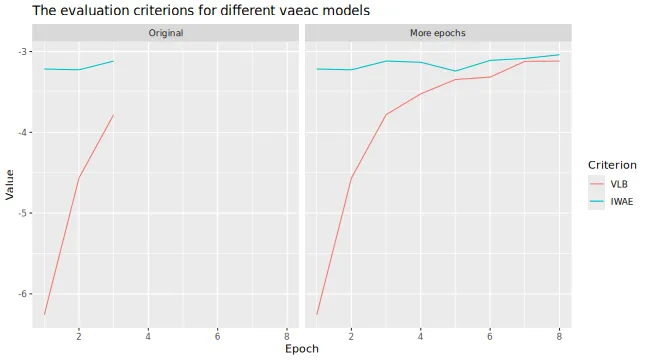 The evaluation criterions for different vaeac models
Original
More epochs
-3
-4
-5
-6
Value
2 4 6 8
2 4 6 8
Epoch
Criterion
VLB
IWAE